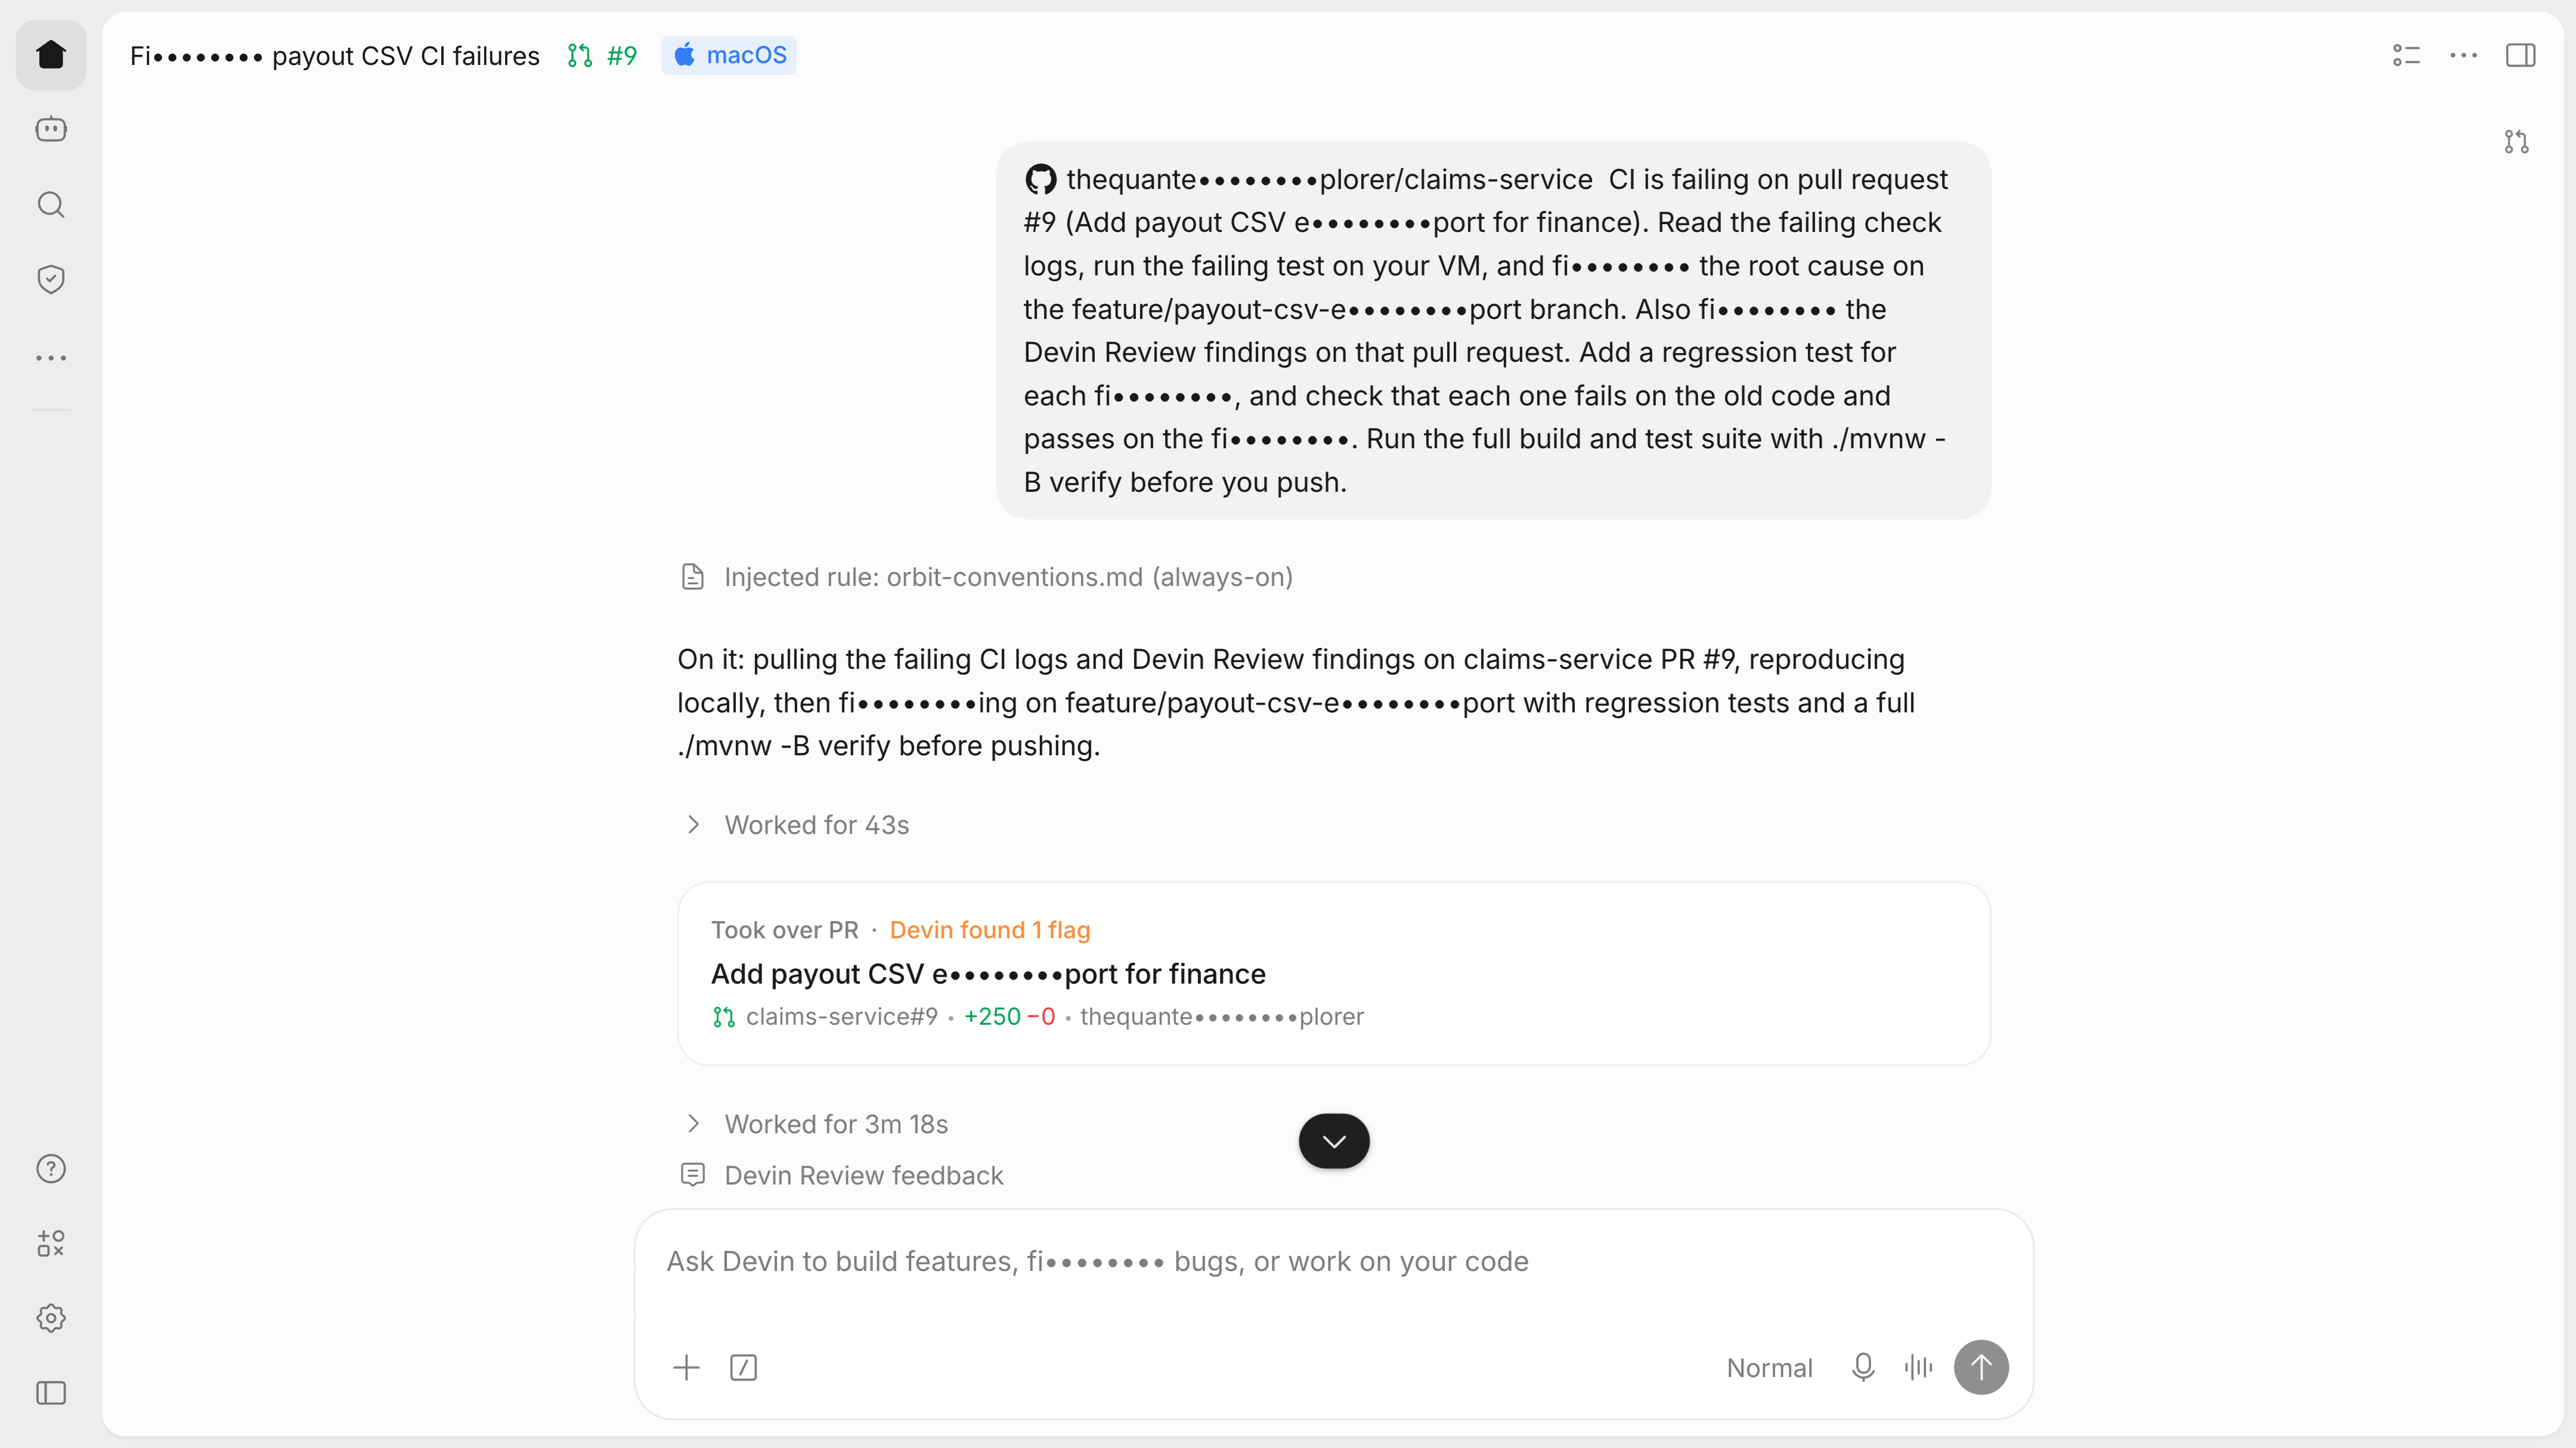 Fi•••••••• payout CSV CI failures #9 macOS
thequante••••••••plorer/claims-service CI is failing on pull request
#9 (Add payout CSV e••••••••port for finance). Read the failing check
logs, run the failing test on your VM, and fi•••••••• the root cause on
the feature/payout-csv-e••••••••port branch. Also fi•••••••• the
Devin Review findings on that pull request. Add a regression test for
each fi••••••••, and check that each one fails on the old code and
passes on the fi••••••••. Run the full build and test suite with ./mvnw -
B verify before you push.
Injected rule: orbit-conventions.md (always-on)
On it: pulling the failing CI logs and Devin Review findings on claims-service PR #9, reproducing
locally, then fi••••••••ing on feature/payout-csv-e••••••••port with regression tests and a full
./mvnw -B verify before pushing.
Worked for 43s
Took over PR · Devin found 1 flag
Add payout CSV e••••••••port for finance
claims-service#9 • +250 −0 • thequante••••••••plorer
Worked for 3m 18s
Devin Review feedback
Ask Devin to build features, fi•••••••• bugs, or work on your code
Normal